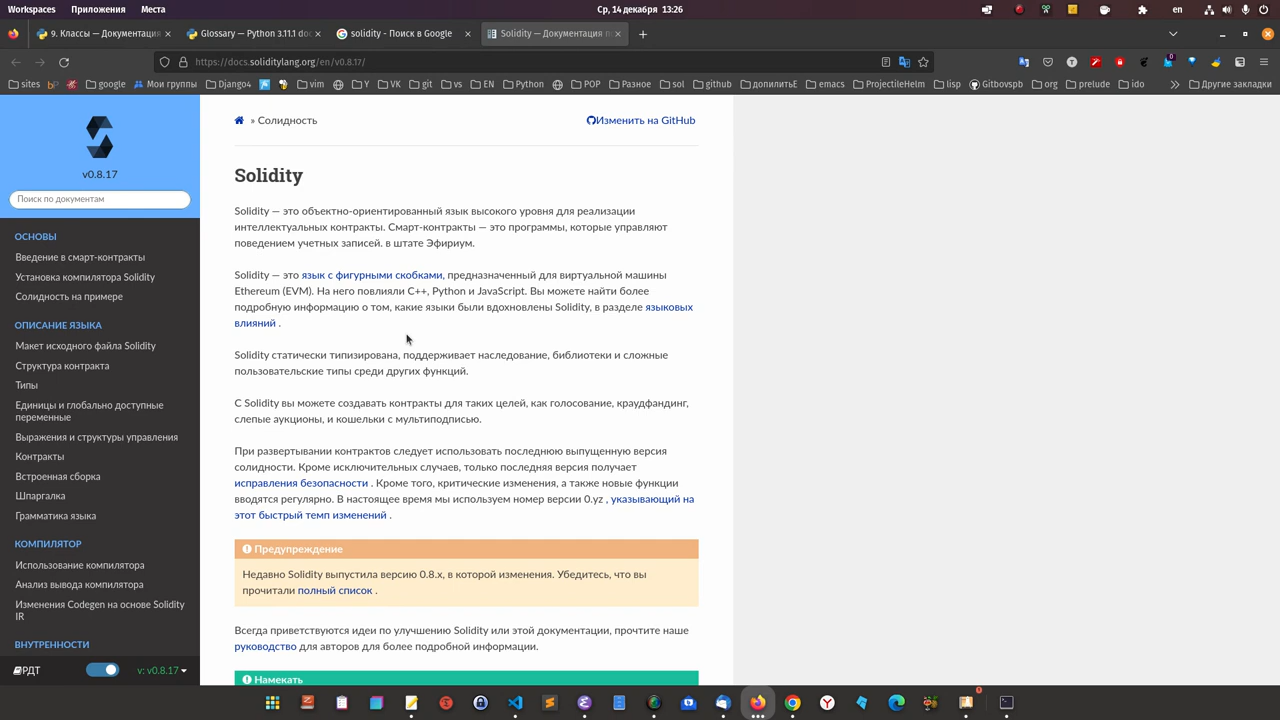 Workspaces Приложения Места Ср, 14 декабря 13:26 en
9. Классы — Документация Glossary — Python 3.11.1 doc solidity - Поиск в Google Solidity — Документация
https://docs.soliditylang.org/en/v0.8.17/
sites google Мои группы Django4 vim Y VK git vs EN Python POP Разное sol github допилитьE emacs ProjectileHelm lisp Gitbovspb org prelude ido Другие закладки
v0.8.17
Поиск по документам
ОСНОВЫ
Введение в смарт-контракты
Установка компилятора Solidity
Солидность на примере
ОПИСАНИЕ ЯЗЫКА
Макет исходного файла Solidity
Структура контракта
Типы
Единицы и глобально доступные
переменные
Выражения и структуры управления
Контракты
Встроенная сборка
Шпаргалка
Грамматика языка
КОМПИЛЯТОР
Использование компилятора
Анализ вывода компилятора
Изменения Codegen на основе Solidity
IR
ВНУТРЕННОСТИ
РДТ v: v0.8.17
» Солидность Изменить на GitHub
Solidity
Solidity — это объектно-ориентированный язык высокого уровня для реализации
интеллектуальных контракты. Смарт-контракты — это программы, которые управляют
поведением учетных записей. в штате Эфириум.
Solidity — это язык с фигурными скобками, предназначенный для виртуальной машины
Ethereum (EVM). На него повлияли C++, Python и JavaScript. Вы можете найти более
подробную информацию о том, какие языки были вдохновлены Solidity, в разделе языковых
влияний .
Solidity статически типизирована, поддерживает наследование, библиотеки и сложные
пользовательские типы среди других функций.
С Solidity вы можете создавать контракты для таких целей, как голосование, краудфандинг,
слепые аукционы, и кошельки с мультиподписью.
При развертывании контрактов следует использовать последнюю выпущенную версия
солидности. Кроме исключительных случаев, только последняя версия получает
исправления безопасности . Кроме того, критические изменения, а также новые функции
вводятся регулярно. В настоящее время мы используем номер версии 0.yz , указывающий на
этот быстрый темп изменений .
Предупреждение
Недавно Solidity выпустила версию 0.8.x, в которой изменения. Убедитесь, что вы
прочитали полный список .
Всегда приветствуются идеи по улучшению Solidity или этой документации, прочтите наше
руководство для авторов для более подробной информации.
Намекать